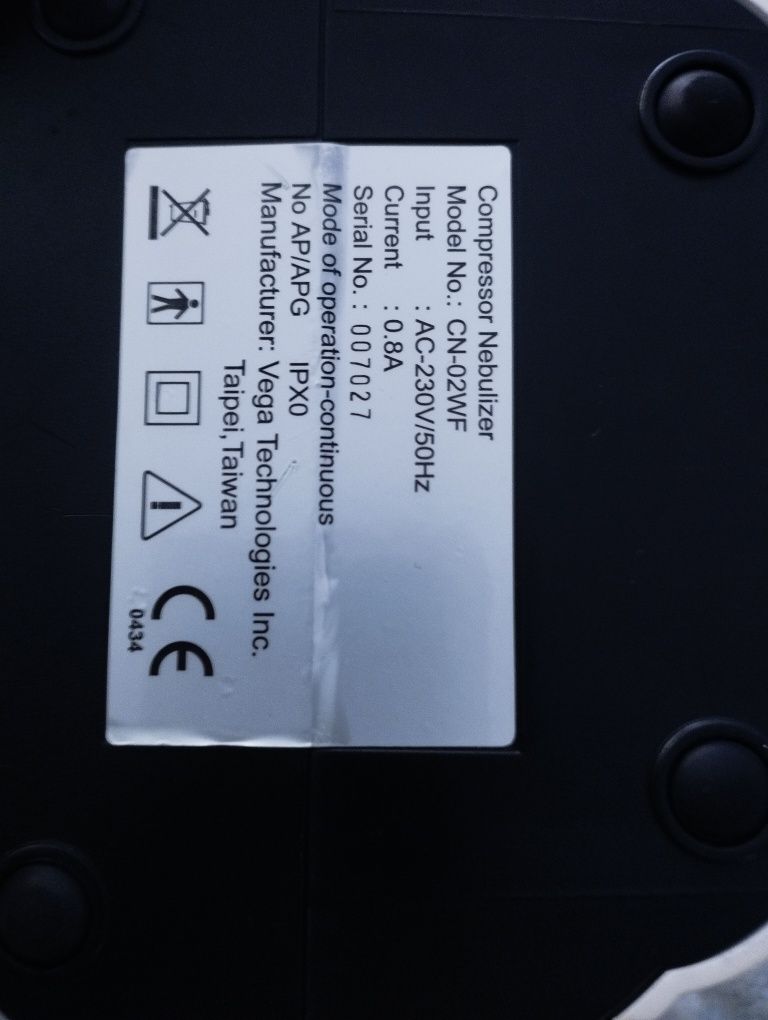 Compressor Nebulizer
Model No.: CN-02WF
Input : AC-230V/50Hz
Current : 0.8A
Serial No. : 007027
Mode of operation-continuous
No AP/APG IPX0
Manufacturer: Vega Technologies Inc.
Taipei,Taiwan
CE
0434